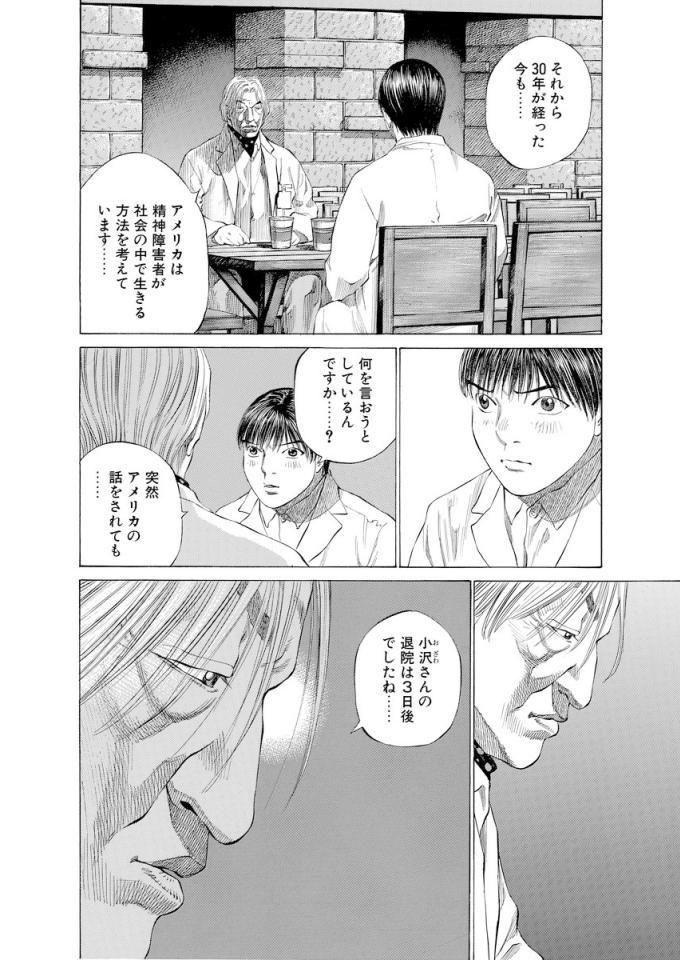 それから
30年が経った
今も……
アメリカは
精神障害者が
社会の中で生きる
方法を考えて
います……
何を言おうと
しているん
ですか……?
突然
アメリカの
話をされても
……
小沢さんの
おざわ
退院は3日後
でしたね……